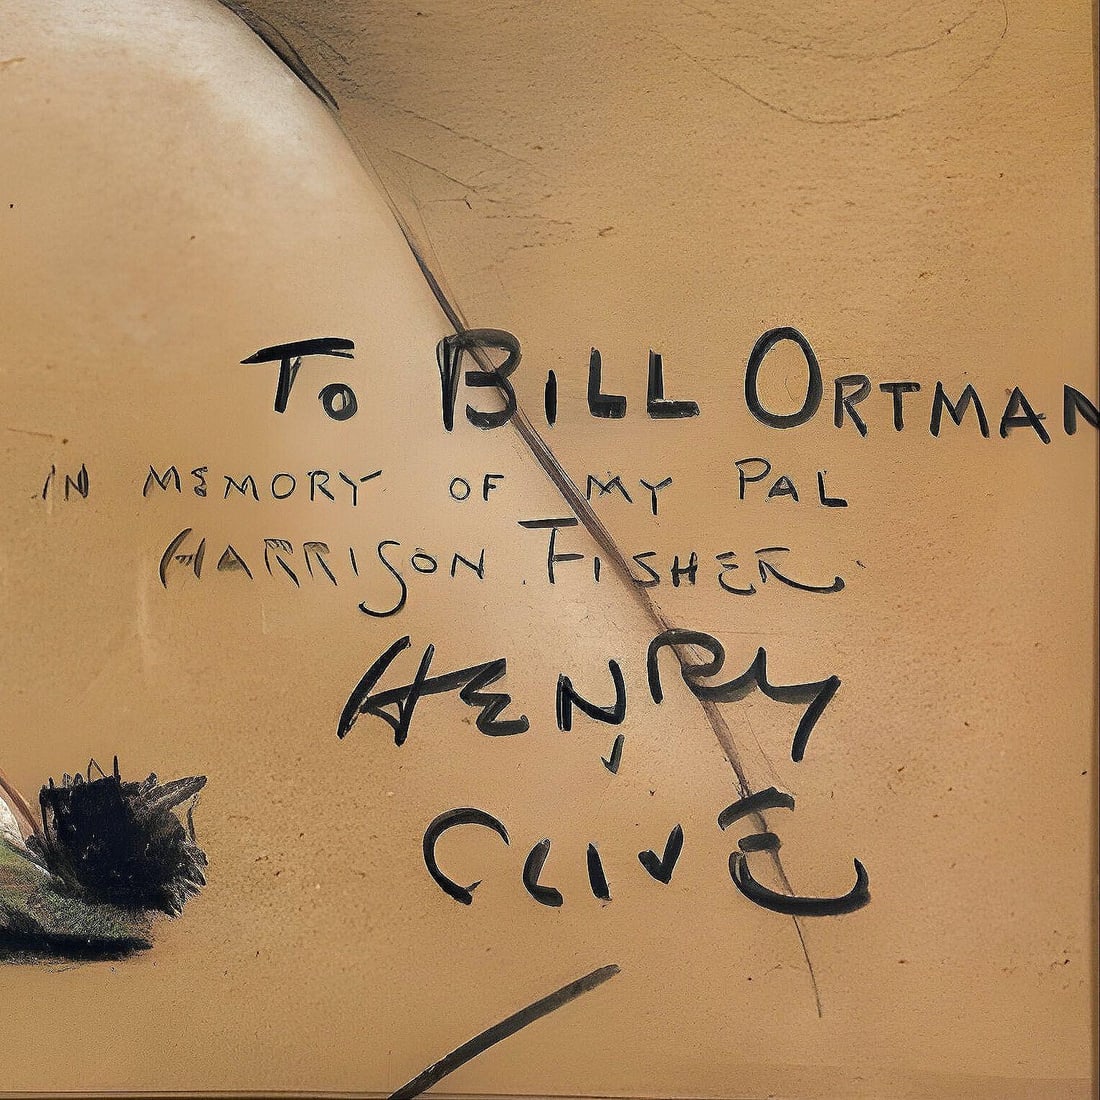 To BILL ORTMAN
IN MEMORY OF MY PAL
HARRISON FISHER
HENRY
CLIVE